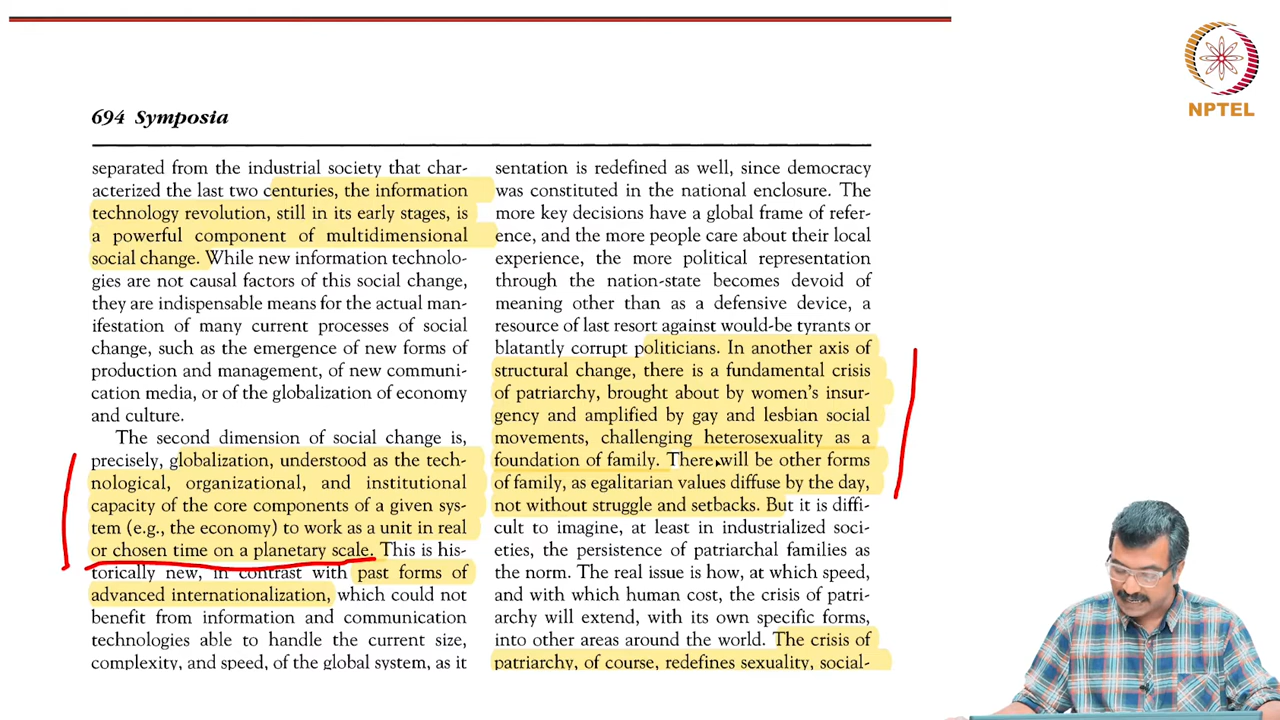 NPTEL
694 Symposia
separated from the industrial society that char-
acterized the last two centuries, the information
technology revolution, still in its early stages, is
a powerful component of multidimensional
social change. While new information technolo-
gies are not causal factors of this social change,
they are indispensable means for the actual man-
ifestation of many current processes of social
change, such as the emergence of new forms of
production and management, of new communi-
cation media, or of the globalization of economy
and culture.
The second dimension of social change is,
precisely, globalization, understood as the tech-
nological, organizational, and institutional
capacity of the core components of a given sys-
tem (e.g., the economy) to work as a unit in real
or chosen time on a planetary scale. This is his-
torically new, in contrast with past forms of
advanced internationalization, which could not
benefit from information and communication
technologies able to handle the current size,
complexity, and speed, of the global system, as it
sentation is redefined as well, since democracy
was constituted in the national enclosure. The
more key decisions have a global frame of refer-
ence, and the more people care about their local
experience, the more political representation
through the nation-state becomes devoid of
meaning other than as a defensive device, a
resource of last resort against would-be tyrants or
blatantly corrupt politicians. In another axis of
structural change, there is a fundamental crisis
of patriarchy, brought about by women's insur-
gency and amplified by gay and lesbian social
movements, challenging heterosexuality as a
foundation of family. There will be other forms
of family, as egalitarian values diffuse by the day,
not without struggle and setbacks. But it is diffi-
cult to imagine, at least in industrialized soci-
eties, the persistence of patriarchal families as
the norm. The real issue is how, at which speed,
and with which human cost, the crisis of patri-
archy will extend, with its own specific forms,
into other areas around the world. The crisis of
patriarchy, of course, redefines sexuality, social-